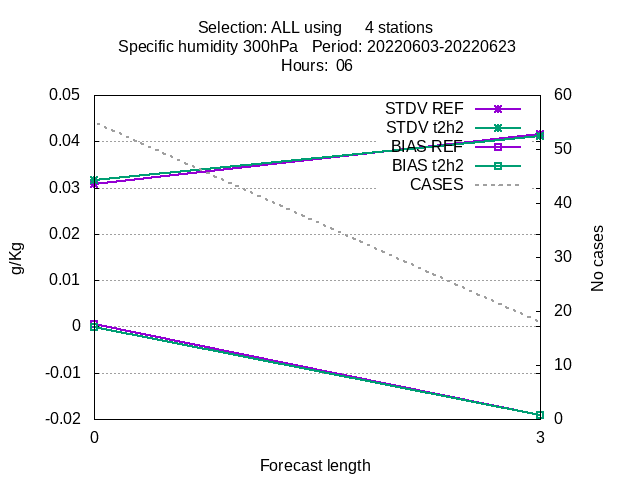 Selection: ALL using     4 stations
Specific humidity 300hPa   Period: 20220603-20220623
Hours:  06
0.05
0.04
0.03
0.02
0.01
0
-0.01
-0.02
g/Kg
STDV REF
STDV t2h2
BIAS REF
BIAS t2h2
CASES
60
50
40
30
20
10
0
No cases
0
3
Forecast length